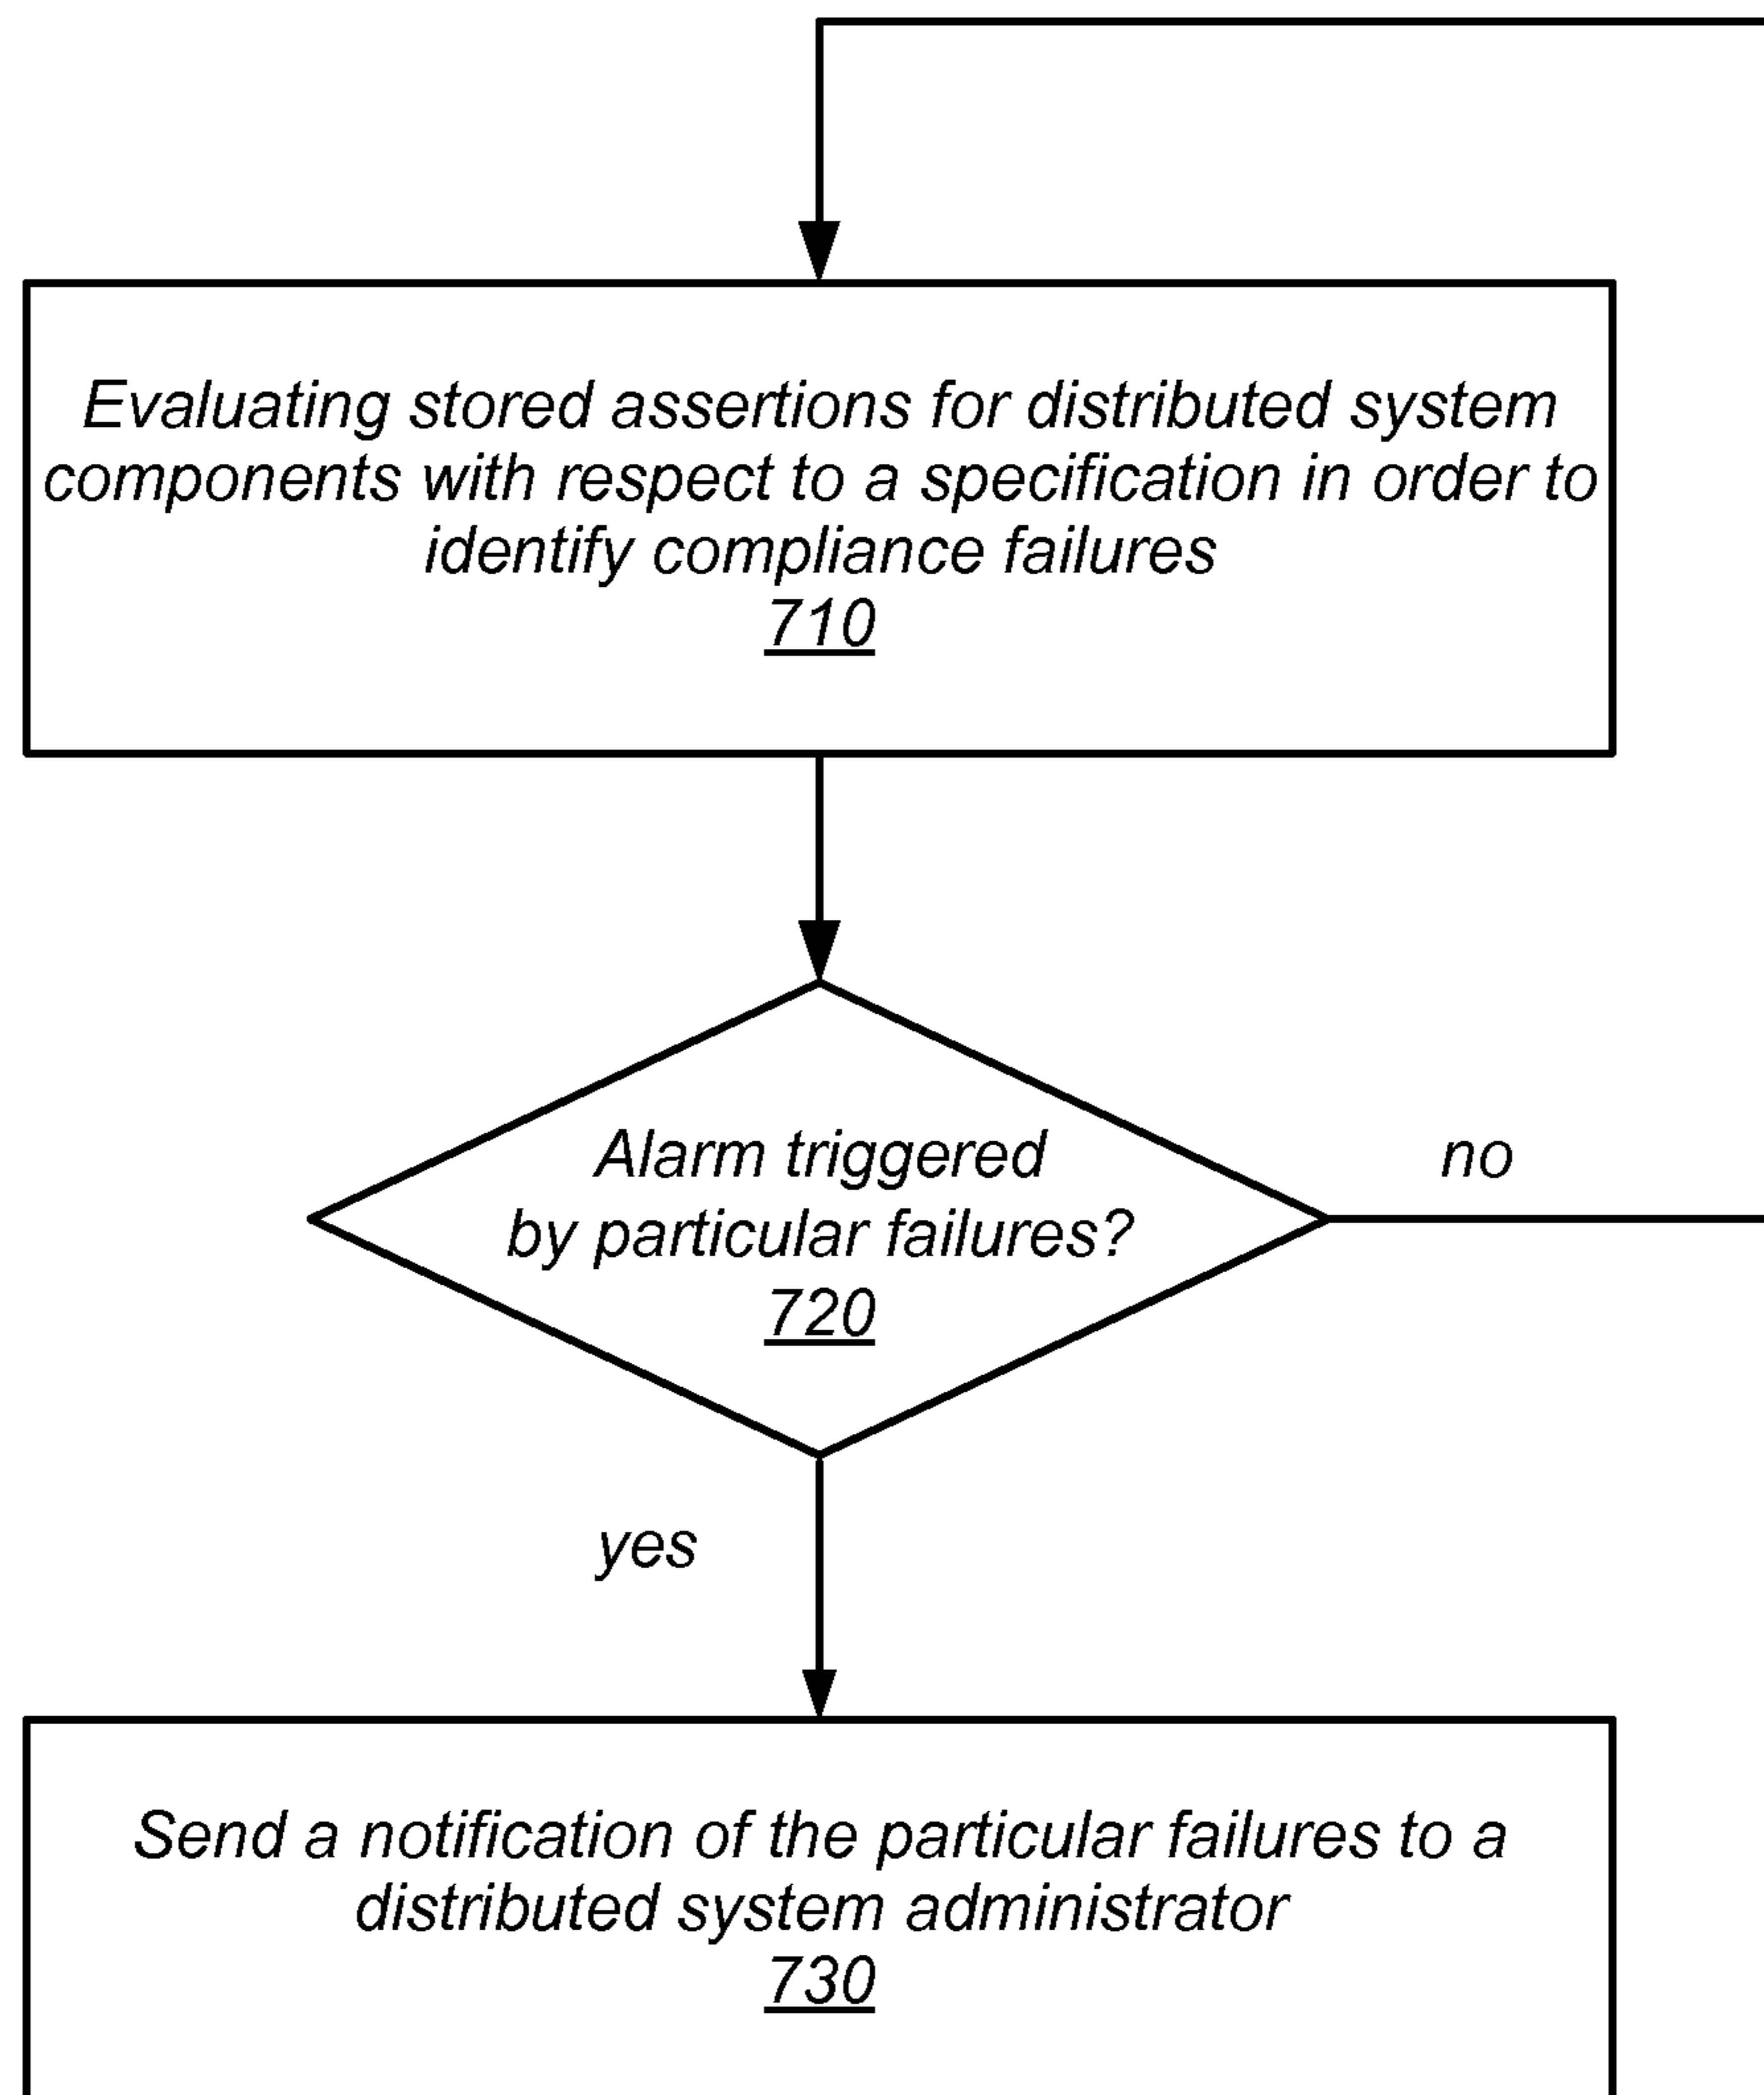 Evaluating stored assertions for distributed system
components with respect to a specification in order to
identify compliance failures
710
Alarm triggered
by particular failures?
720
no
yes
Send a notification of the particular failures to a
distributed system administrator
730